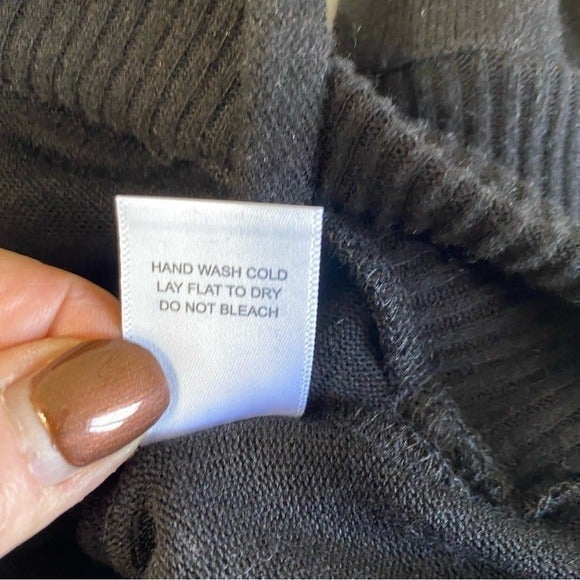 HAND WASH COLD
LAY FLAT TO DRY
DO NOT BLEACH